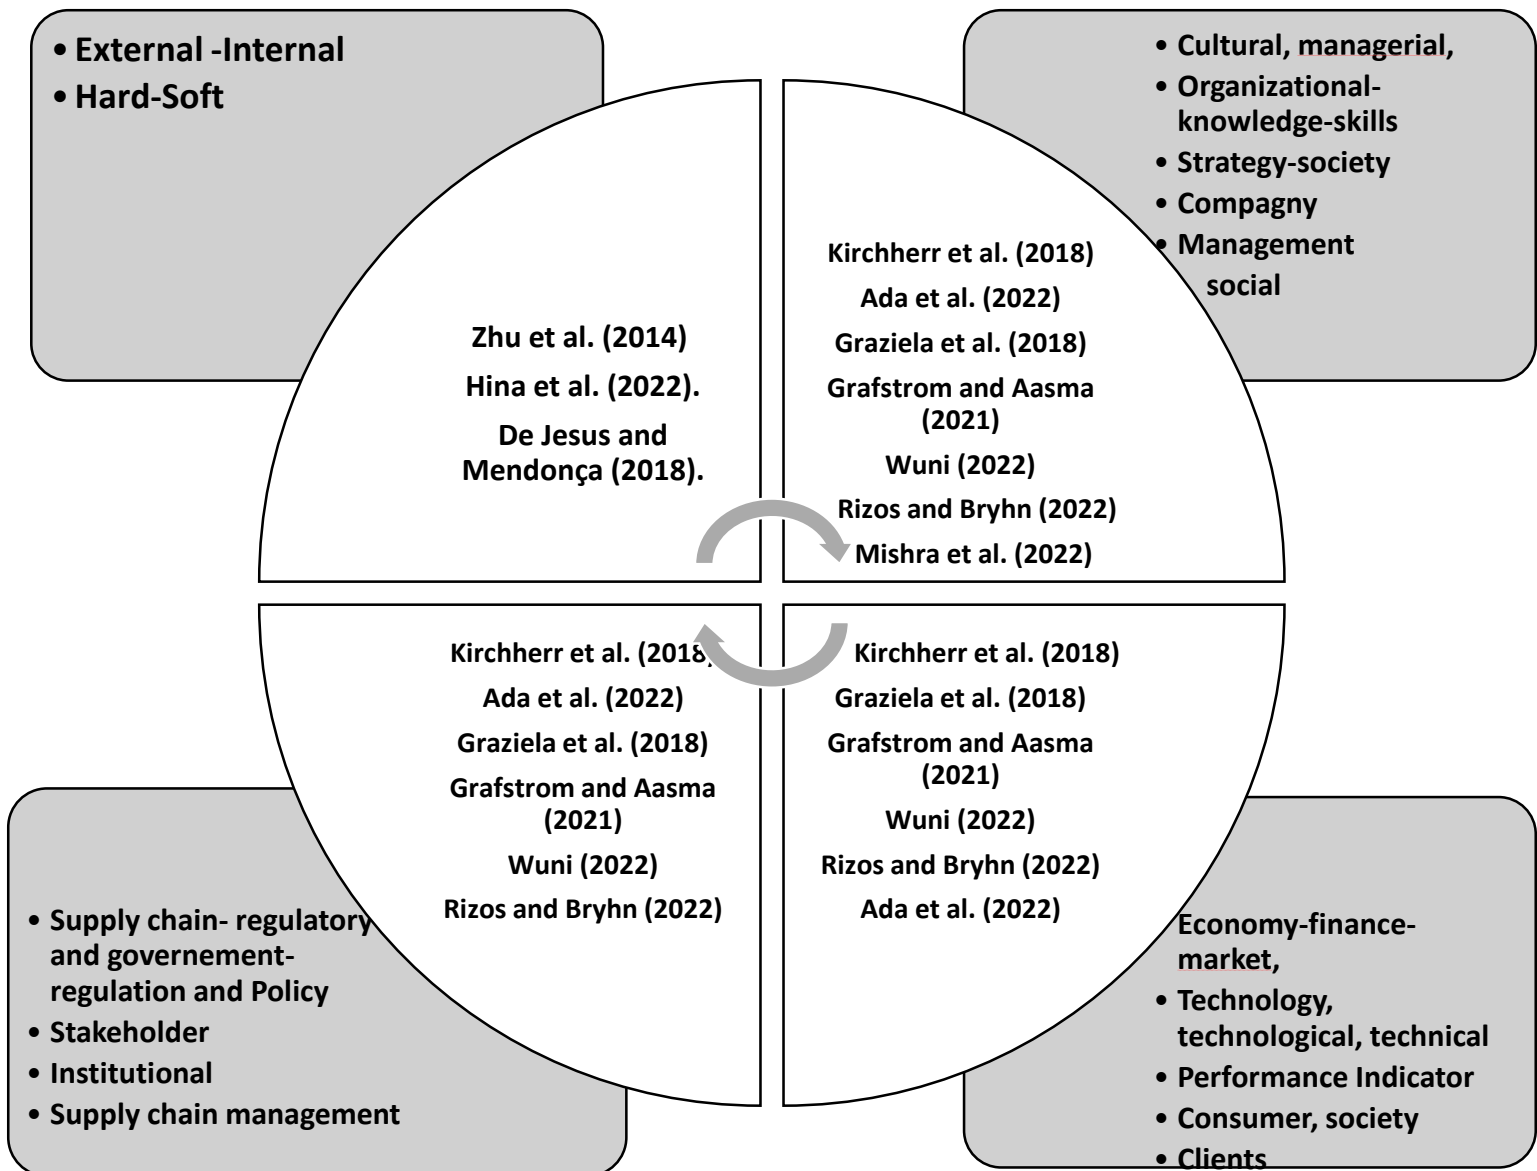 • External -Internal
• Hard-Soft
• Cultural, managerial,
• Organizational-
knowledge-skills
• Strategy-society
• Compagny
• Management
social
Zhu et al. (2014)
Hina et al. (2022).
De Jesus and
Mendonça (2018).
Kirchherr et al. (2018)
Ada et al. (2022)
Graziela et al. (2018)
Grafstrom and Aasma
(2021)
Wuni (2022)
Rizos and Bryhn (2022)
Mishra et al. (2022)
Kirchherr et al. (2018)
Ada et al. (2022)
Graziela et al. (2018)
Grafstrom and Aasma
(2021)
Wuni (2022)
Rizos and Bryhn (2022)
Kirchherr et al. (2018)
Graziela et al. (2018)
Grafstrom and Aasma
(2021)
Wuni (2022)
Rizos and Bryhn (2022)
Ada et al. (2022)
• Supply chain- regulatory
and governement-
regulation and Policy
• Stakeholder
• Institutional
• Supply chain management
Economy-finance-
market,
• Technology,
technological, technical
• Performance Indicator
• Consumer, society
• Clients